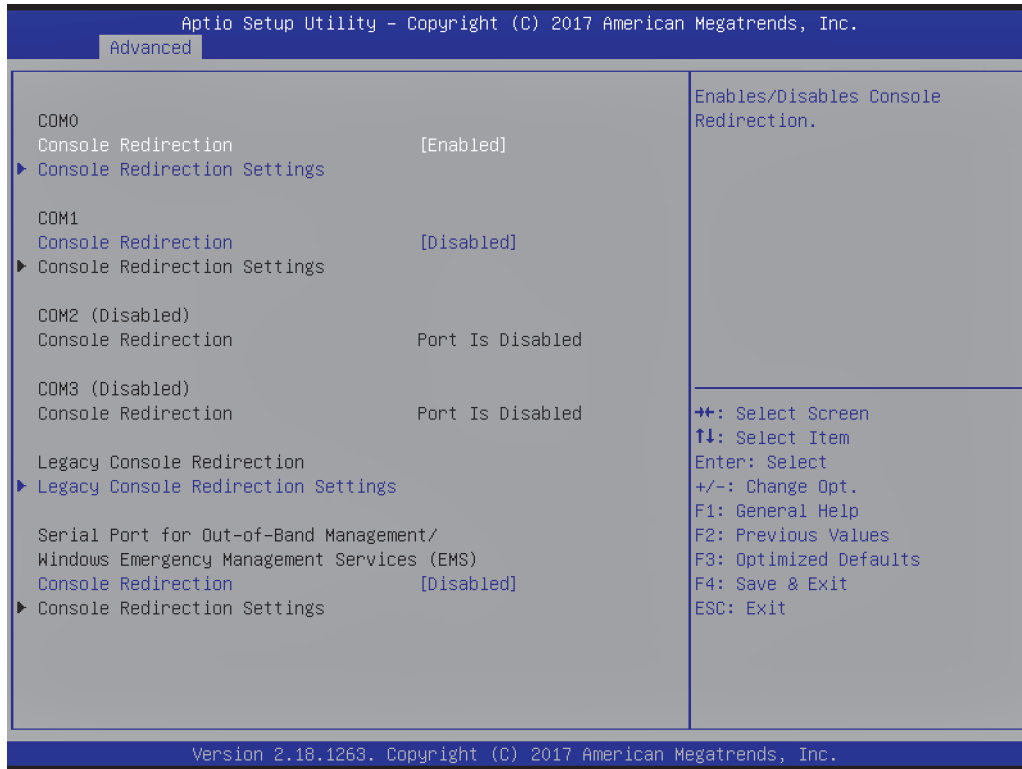 Aptio Setup Utility – Copyright (C) 2017 American Megatrends, Inc.
Advanced
COM0
Console Redirection [Enabled]
▶ Console Redirection Settings
COM1
Console Redirection [Disabled]
▶ Console Redirection Settings
COM2 (Disabled)
Console Redirection Port Is Disabled
COM3 (Disabled)
Console Redirection Port Is Disabled
Legacy Console Redirection
▶ Legacy Console Redirection Settings
Serial Port for Out-of-Band Management/
Windows Emergency Management Services (EMS)
Console Redirection [Disabled]
▶ Console Redirection Settings
Enables/Disables Console
Redirection.
→←: Select Screen
↑↓: Select Item
Enter: Select
+/-: Change Opt.
F1: General Help
F2: Previous Values
F3: Optimized Defaults
F4: Save & Exit
ESC: Exit
Version 2.18.1263. Copyright (C) 2017 American Megatrends, Inc.